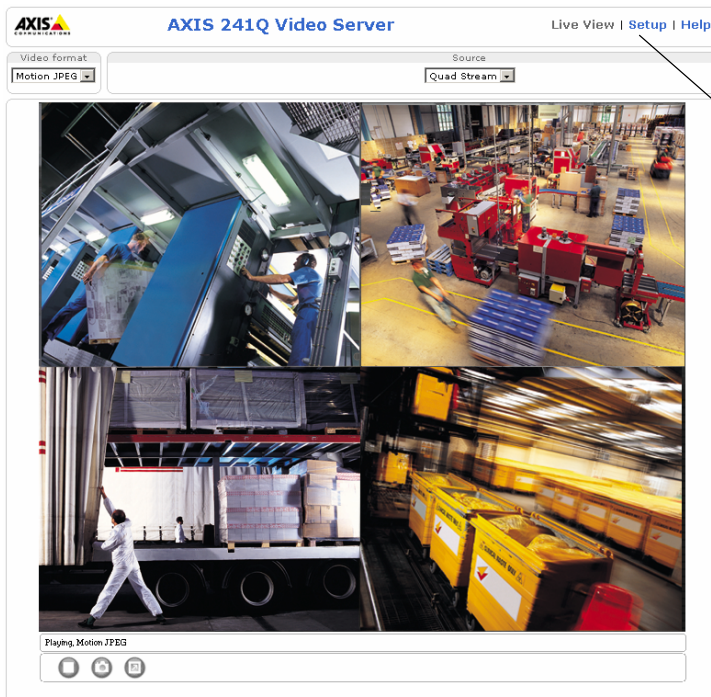 AXIS
COMMUNICATIONS
AXIS 241Q Video Server
Live View | Setup | Help
Video format
Source
Motion JPEG
Quad Stream
Playing, Motion JPEG